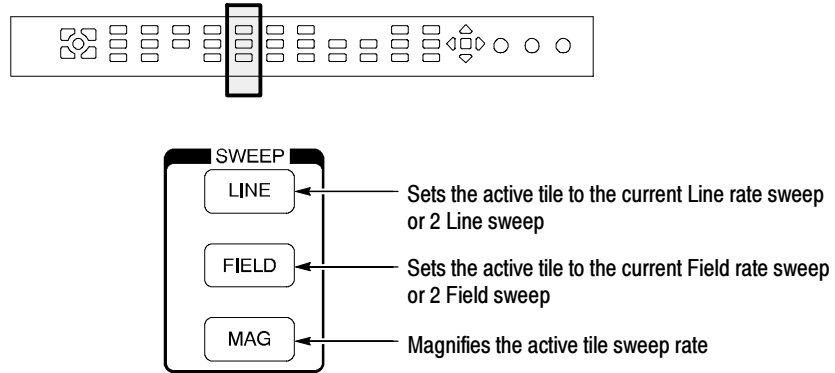 SWEEP
LINE
Sets the active tile to the current Line rate sweep
or 2 Line sweep
FIELD
Sets the active tile to the current Field rate sweep
or 2 Field sweep
MAG
Magnifies the active tile sweep rate